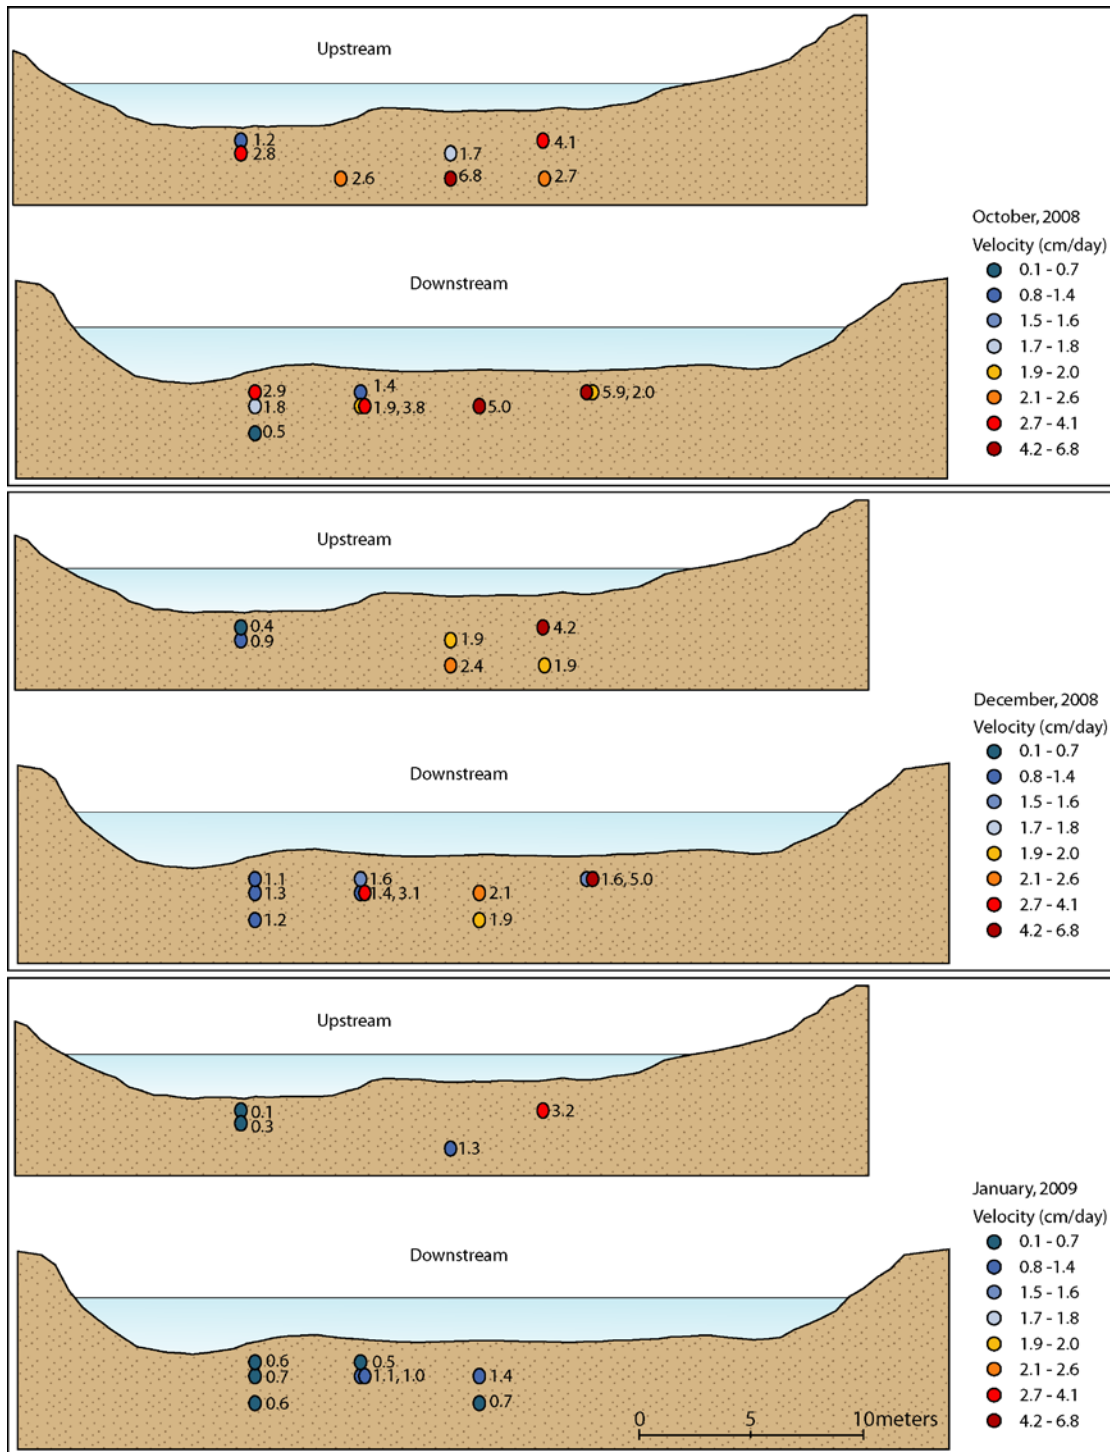 Upstream
1.2
2.8
1.7
4.1
2.6
6.8
2.7
October, 2008
Velocity (cm/day)
0.1 - 0.7
0.8 -1.4
1.5 - 1.6
1.7 - 1.8
1.9 - 2.0
2.1 - 2.6
2.7 - 4.1
4.2 - 6.8
Downstream
2.9
1.4
5.9, 2.0
1.8
1.9, 3.8
5.0
0.5
Upstream
0.4
4.2
0.9
1.9
2.4
1.9
December, 2008
Velocity (cm/day)
0.1 - 0.7
0.8 -1.4
1.5 - 1.6
1.7 - 1.8
1.9 - 2.0
2.1 - 2.6
2.7 - 4.1
4.2 - 6.8
Downstream
1.1
1.6
1.6, 5.0
1.3
1.4, 3.1
2.1
1.2
1.9
Upstream
0.1
3.2
0.3
1.3
January, 2009
Velocity (cm/day)
0.1 - 0.7
0.8 -1.4
1.5 - 1.6
1.7 - 1.8
1.9 - 2.0
2.1 - 2.6
2.7 - 4.1
4.2 - 6.8
Downstream
0.6
0.5
0.7
1.1, 1.0
1.4
0.6
0.7
0 5 10 meters